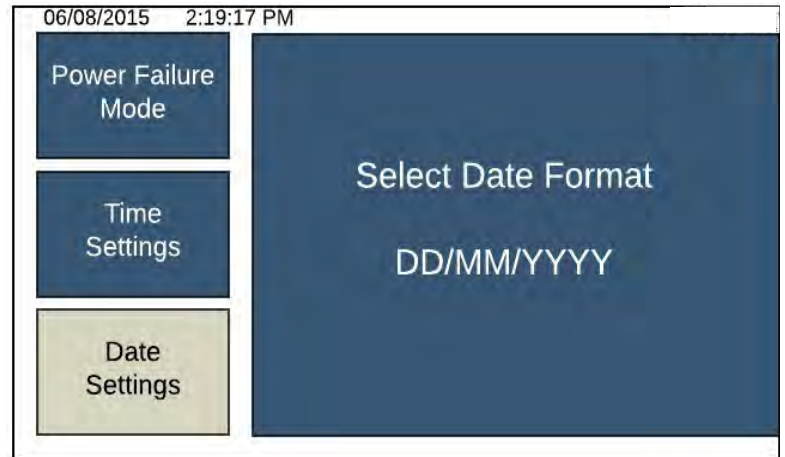 06/08/2015 2:19:17 PM
Power Failure
Mode
Time
Settings
Date
Settings
Select Date Format
DD/MM/YYYY